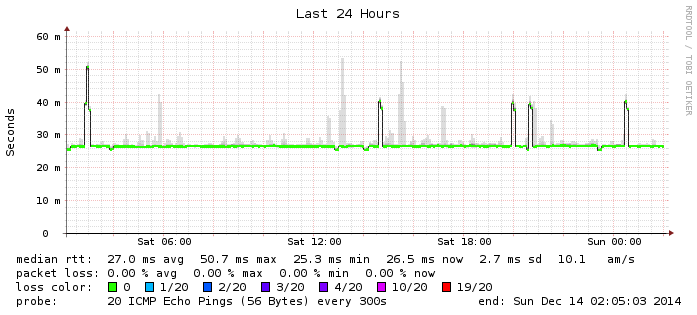 Last 24 Hours
RRDTOOL / TOBI OETIKER
Seconds
60 m
50 m
40 m
30 m
20 m
10 m
0
Sat 06:00 Sat 12:00 Sat 18:00 Sun 00:00
median rtt: 27.0 ms avg 50.7 ms max 25.3 ms min 26.5 ms now 2.7 ms sd 10.1 am/s
packet loss: 0.00 % avg 0.00 % max 0.00 % min 0.00 % now
loss color: 0 1/20 2/20 3/20 4/20 10/20 19/20
probe: 20 ICMP Echo Pings (56 Bytes) every 300s end: Sun Dec 14 02:05:03 2014